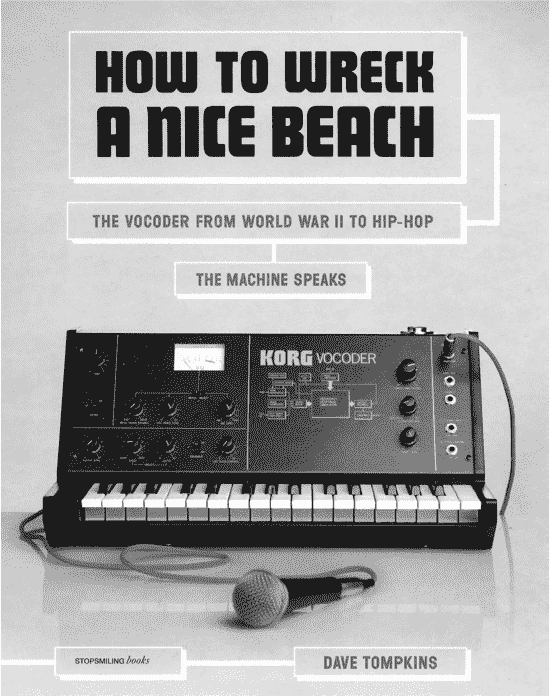 HOW TO WRECK
A NICE BEACH
THE VOCODER FROM WORLD WAR II TO HIP-HOP
THE MACHINE SPEAKS
KORG VOCODER
STOPSMILING books
DAVE TOMPKINS